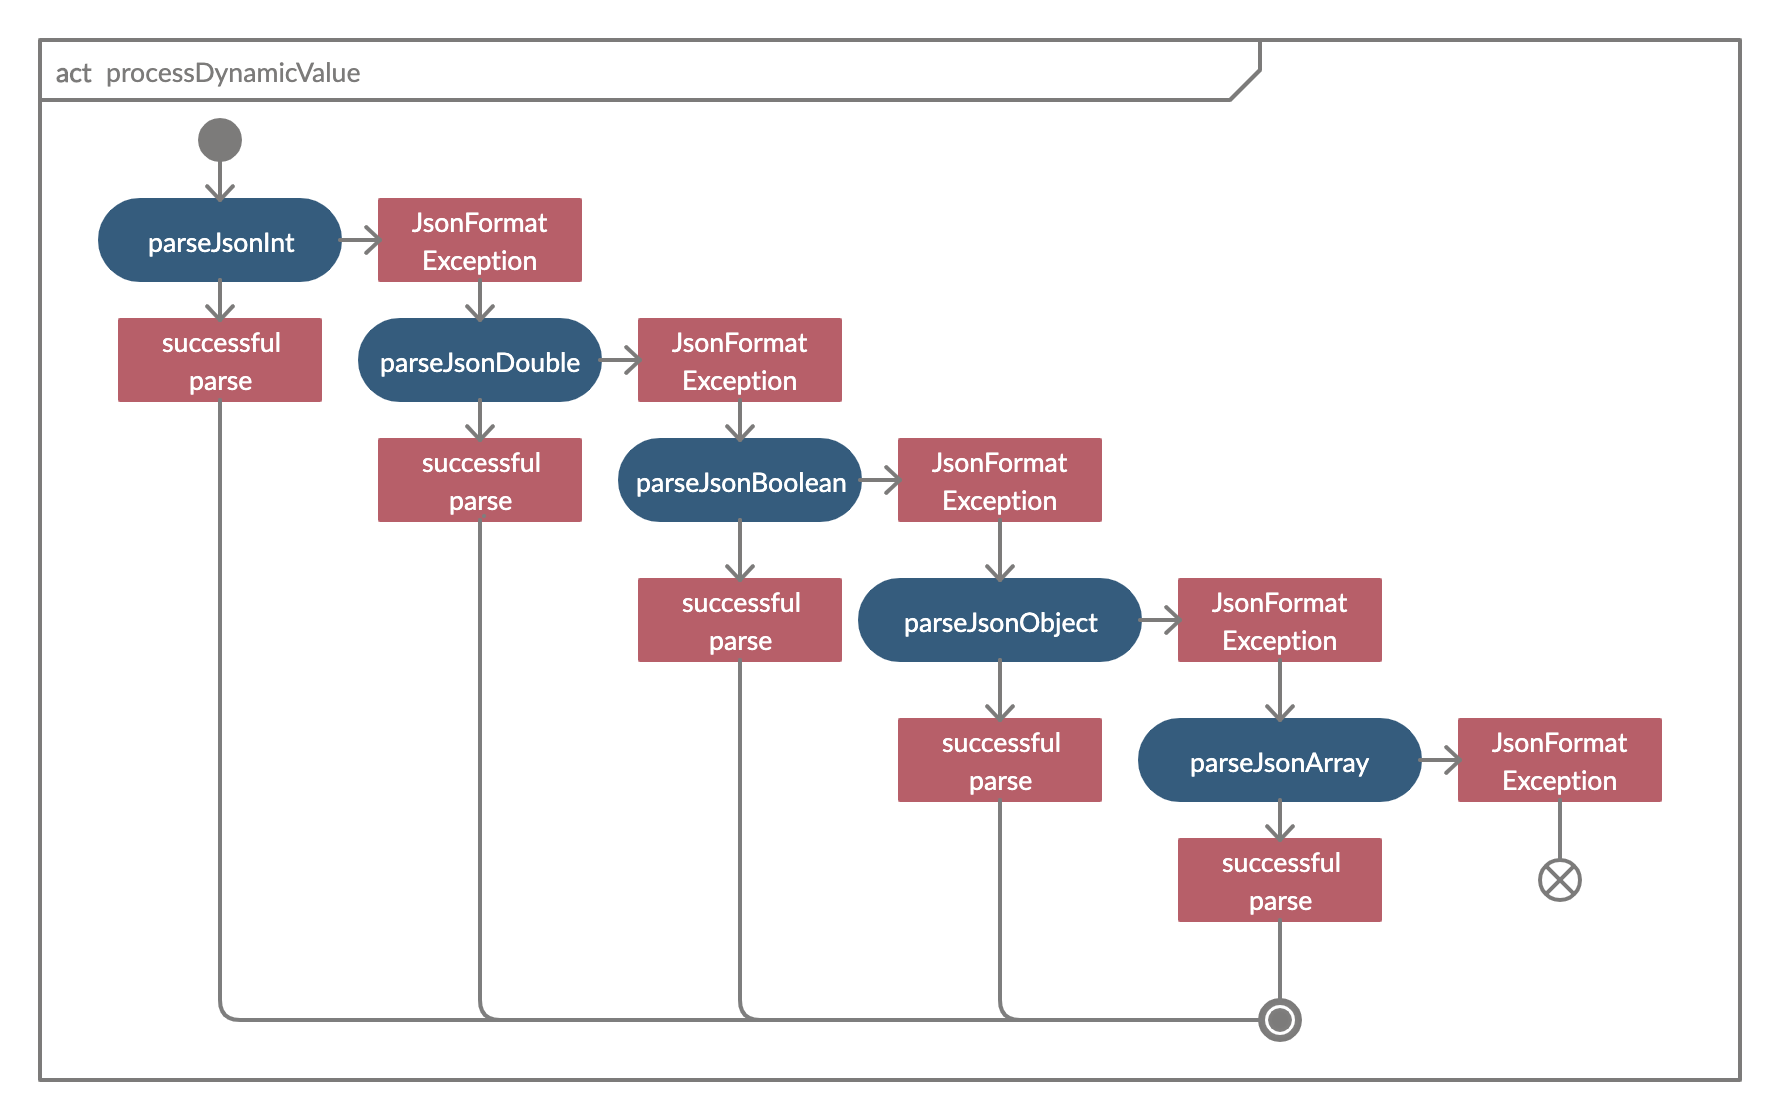 act processDynamicValue
parseJsonInt
JsonFormat
Exception
successful
parse
parseJsonDouble
JsonFormat
Exception
successful
parse
parseJsonBoolean
JsonFormat
Exception
successful
parse
parseJsonObject
JsonFormat
Exception
successful
parse
parseJsonArray
JsonFormat
Exception
successful
parse